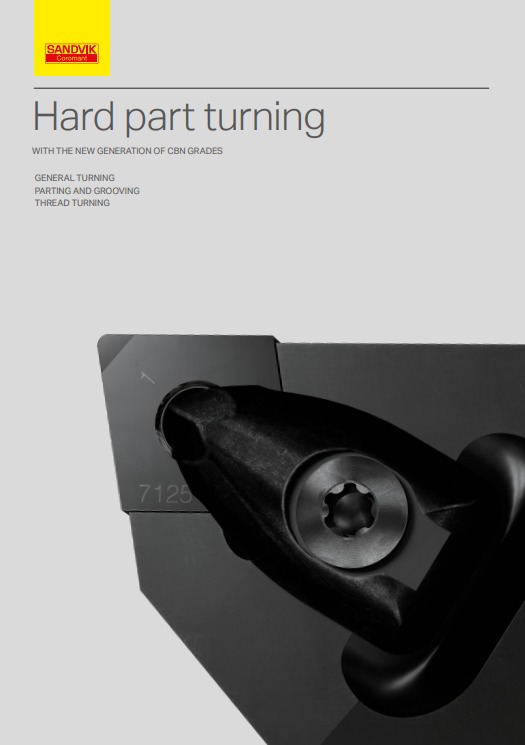 SANDVIK
Coromant
Hard part turning
WITH THE NEW GENERATION OF CBN GRADES
GENERAL TURNING
PARTING AND GROOVING
THREAD TURNING
1
7125